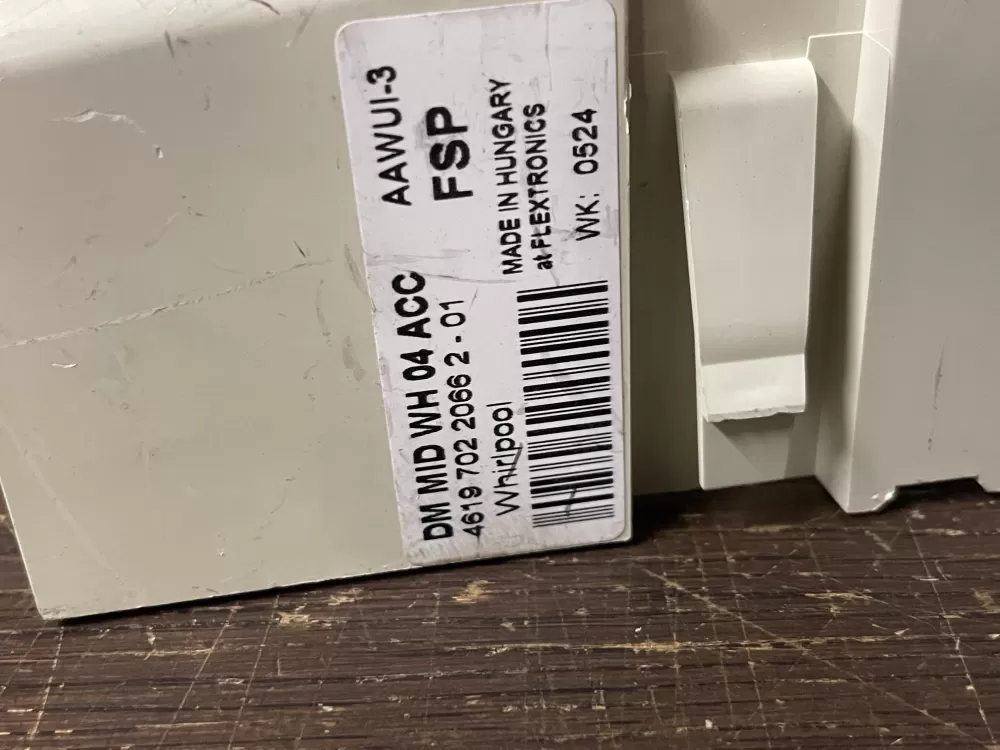 AAWUI-3
FSP
MADE IN HUNGARY
at FLEXTRONICS
WK: 0524
DM MID WH 04 ACC
4619 702 2066 2 - 01
Whirlpool